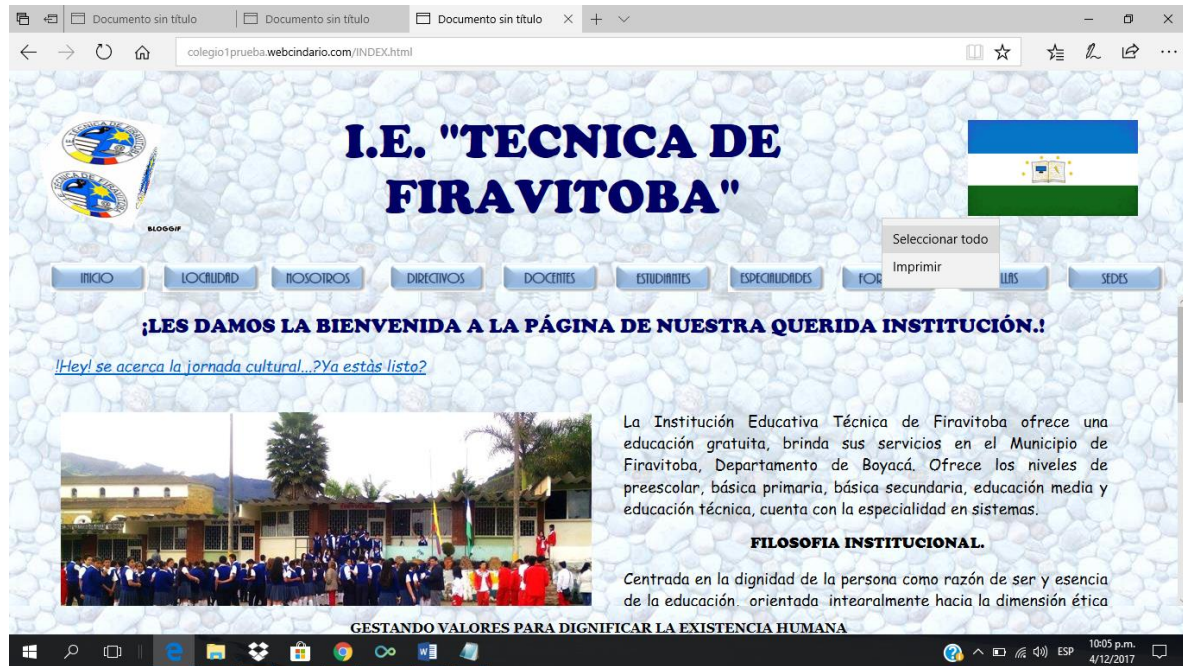 Documento sin título
Documento sin título
Documento sin título
colegio1prueba.webcindario.com/INDEX.html
I.E. "TECNICA DE
FIRAVITOBA"
BLOGGIF
Seleccionar todo
Imprimir
INICIO
LOCALIDAD
NOSOTROS
DIRECTIVOS
DOCENTES
ESTUDIANTES
ESPECIALIDADES
SEDES
¡LES DAMOS LA BIENVENIDA A LA PÁGINA DE NUESTRA QUERIDA INSTITUCIÓN.!
!Hey! se acerca la jornada cultural...?Ya estàs listo?
La Institución Educativa Técnica de Firavitoba ofrece una
educación gratuita, brinda sus servicios en el Municipio de
Firavitoba, Departamento de Boyacá. Ofrece los niveles de
preescolar, básica primaria, básica secundaria, educación media y
educación técnica, cuenta con la especialidad en sistemas.
FILOSOFIA INSTITUCIONAL.
Centrada en la dignidad de la persona como razón de ser y esencia
de la educación, orientada integralmente hacia la dimensión ética
GESTANDO VALORES PARA DIGNIFICAR LA EXISTENCIA HUMANA
ESP
10:05 p.m.
4/12/2017